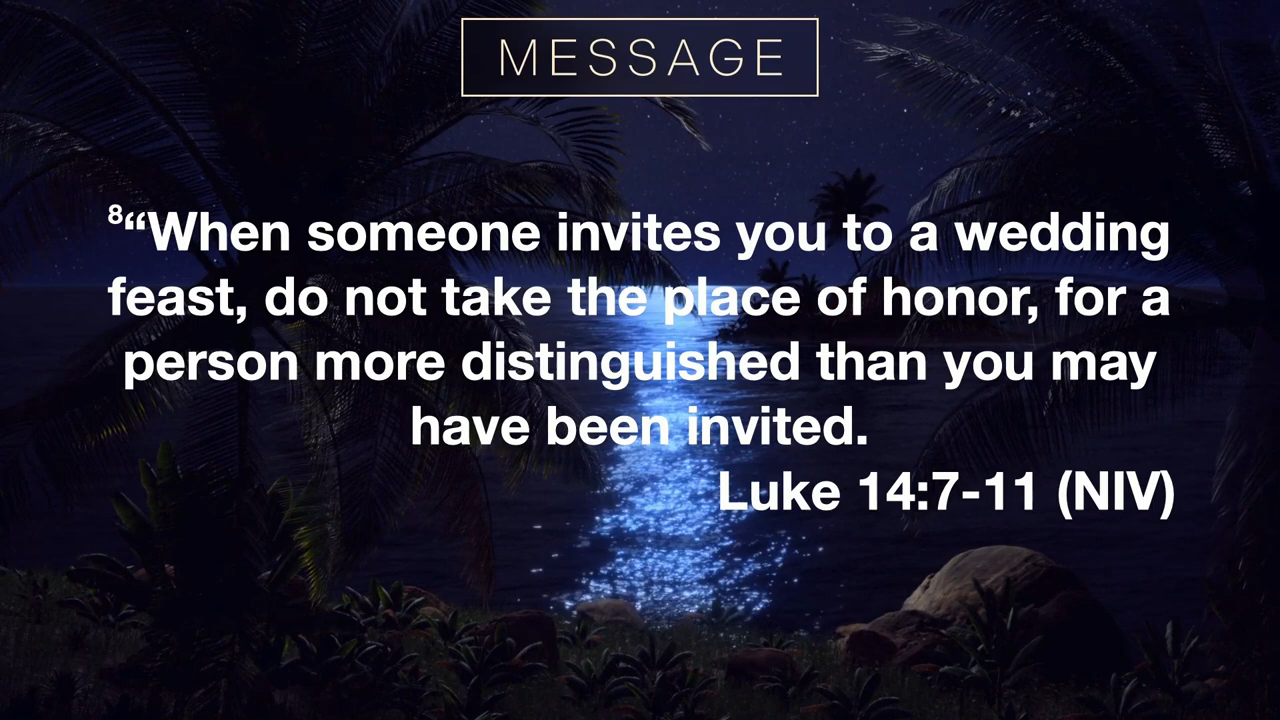 MESSAGE
8“When someone invites you to a wedding
feast, do not take the place of honor, for a
person more distinguished than you may
have been invited.
Luke 14:7-11 (NIV)